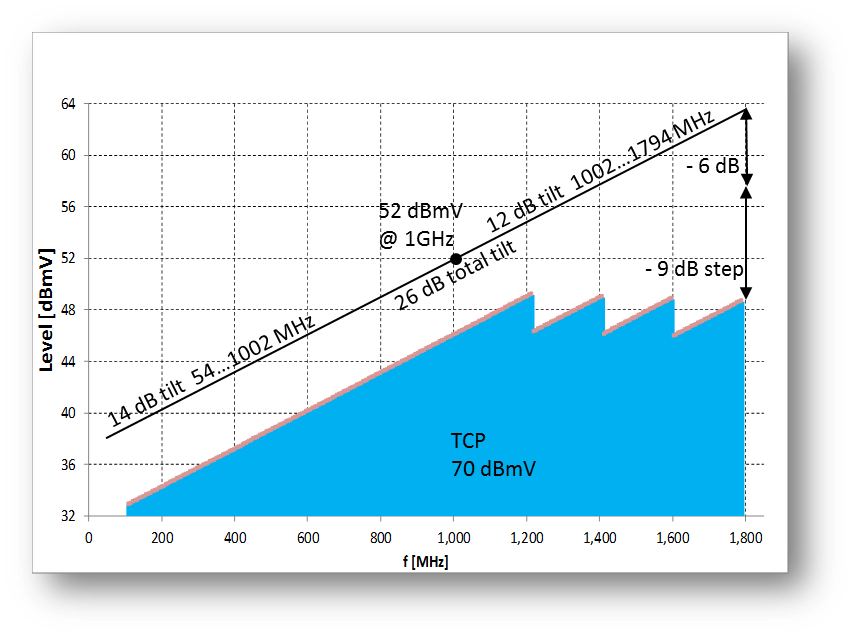 64
60
56
52
48
44
40
36
32
Level [dBmV]
0
200
400
600
800
1,000
1,200
1,400
1,600
1,800
f [MHz]
14 dB tilt 54...1002 MHz
52 dBmV
@ 1GHz
12 dB tilt 1002...1794 MHz
26 dB total tilt
- 6 dB
- 9 dB step
TCP
70 dBmV